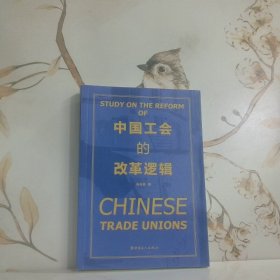 STUDY ON THE REFORM
OF
中国工会
的
改革逻辑
CHINESE
TRADE UNIONS